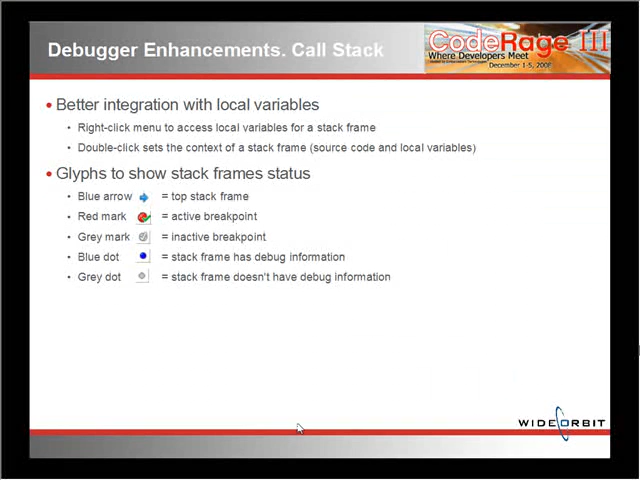 Debugger Enhancements. Call Stack
CodeRage III
Where Developers Meet
December 1-5, 2008
• Better integration with local variables
• Right-click menu to access local variables for a stack frame
• Double-click sets the context of a stack frame (source code and local variables)
• Glyphs to show stack frames status
• Blue arrow = top stack frame
• Red mark = active breakpoint
• Grey mark = inactive breakpoint
• Blue dot = stack frame has debug information
• Grey dot = stack frame doesn't have debug information
WIDEORBIT